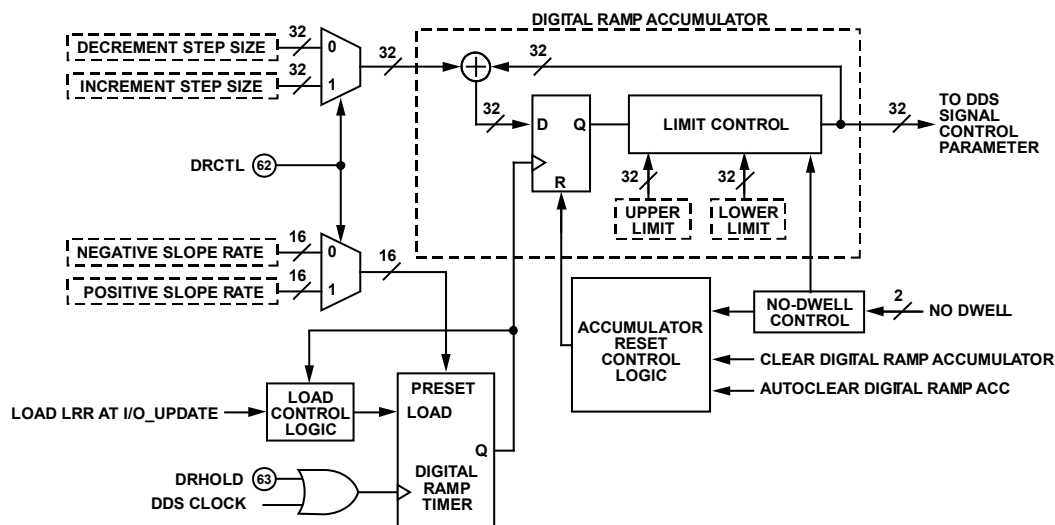 DIGITAL RAMP ACCUMULATOR
DECREMENT STEP SIZE
32
0
32
32
INCREMENT STEP SIZE
32
1
32
D
Q
LIMIT CONTROL
32
TO DDS
SIGNAL
CONTROL
PARAMETER
DRCTL
62
R
32
32
UPPER
LIMIT
LOWER
LIMIT
NEGATIVE SLOPE RATE
16
0
16
POSITIVE SLOPE RATE
16
1
NO-DWELL
CONTROL
2
NO DWELL
ACCUMULATOR
RESET
CONTROL
LOGIC
CLEAR DIGITAL RAMP ACCUMULATOR
AUTOCLEAR DIGITAL RAMP ACC
LOAD LRR AT I/O_UPDATE
LOAD
CONTROL
LOGIC
PRESET
LOAD
Q
DIGITAL
RAMP
TIMER
DRHOLD
63
DDS CLOCK